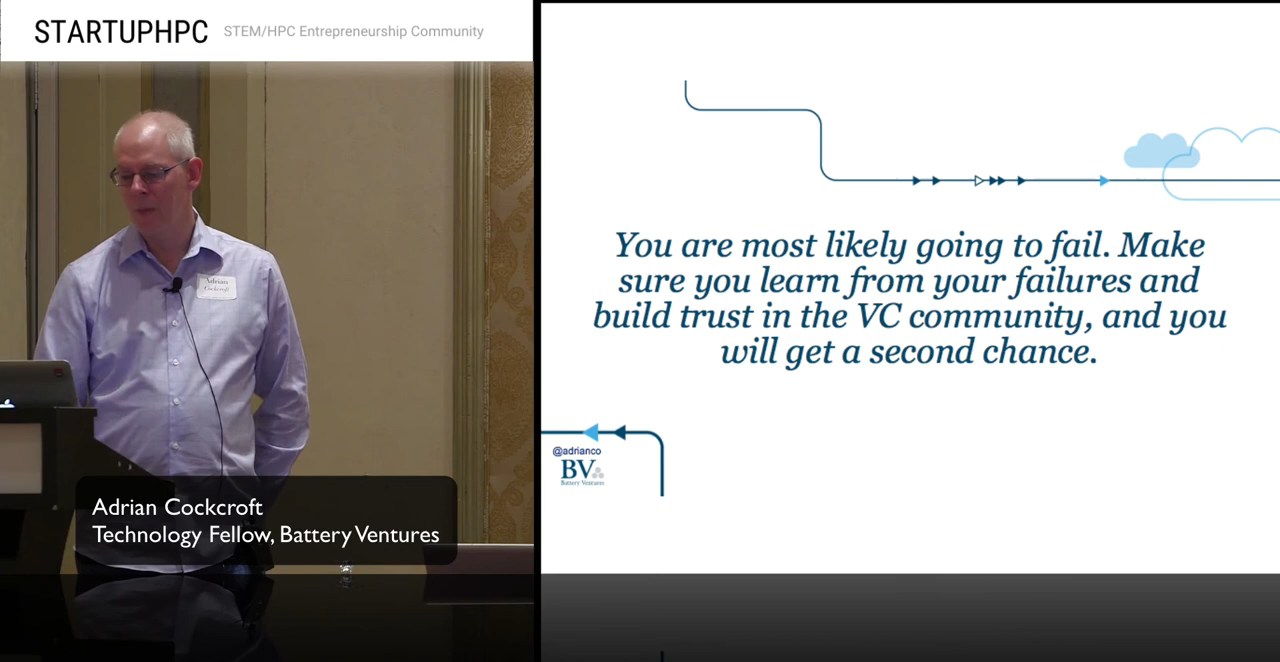 STARTUPHPC STEM/HPC Entrepreneurship Community
Adrian
Cockcroft
Adrian Cockcroft
Technology Fellow, Battery Ventures
You are most likely going to fail. Make
sure you learn from your failures and
build trust in the VC community, and you
will get a second chance.
@adrianco
BV
Battery Ventures